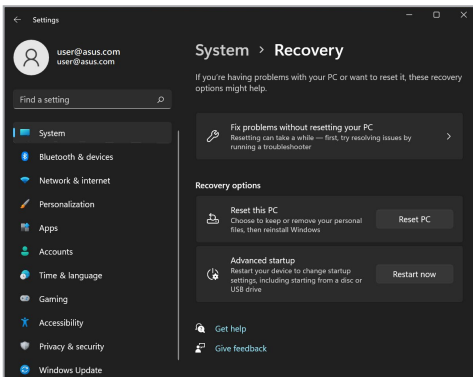 Settings
user@asus.com
user@asus.com
Find a setting
System
Bluetooth & devices
Network & internet
Personalization
Apps
Accounts
Time & language
Gaming
Accessibility
Privacy & security
Windows Update
System > Recovery
If you're having problems with your PC or want to reset it, these recovery
options might help.
Fix problems without resetting your PC
Resetting can take a while — first, try resolving issues by
running a troubleshooter
Recovery options
Reset this PC
Choose to keep or remove your personal
files, then reinstall Windows
Reset PC
Advanced startup
Restart your device to change startup
settings, including starting from a disc or
USB drive
Restart now
Get help
Give feedback